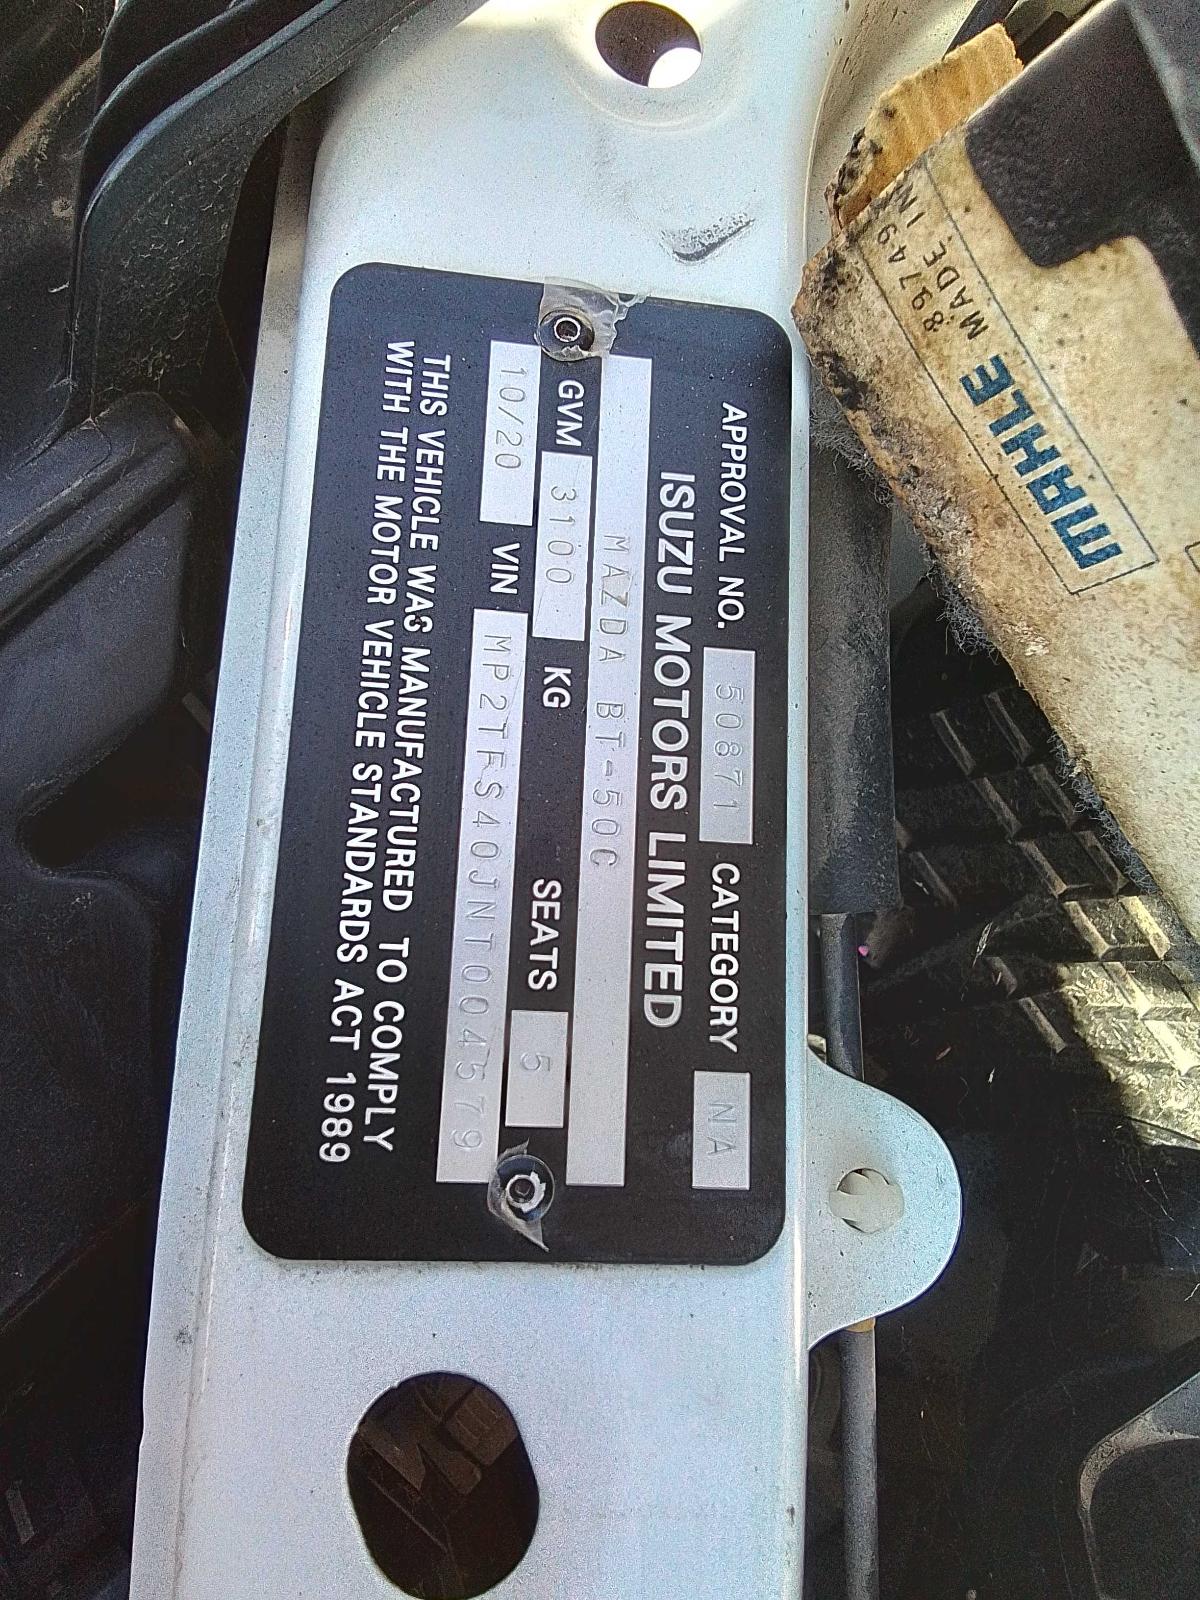 APPROVAL NO. 50871 CATEGORY NA
ISUZU MOTORS LIMITED
MAZDA BT-50C
GVM 3100 KG SEATS 5
10/20 VIN MP2TFS40JNT004579
THIS VEHICLE WAS MANUFACTURED TO COMPLY
WITH THE MOTOR VEHICLE STANDARDS ACT 1989
MAHLE
MADE IN